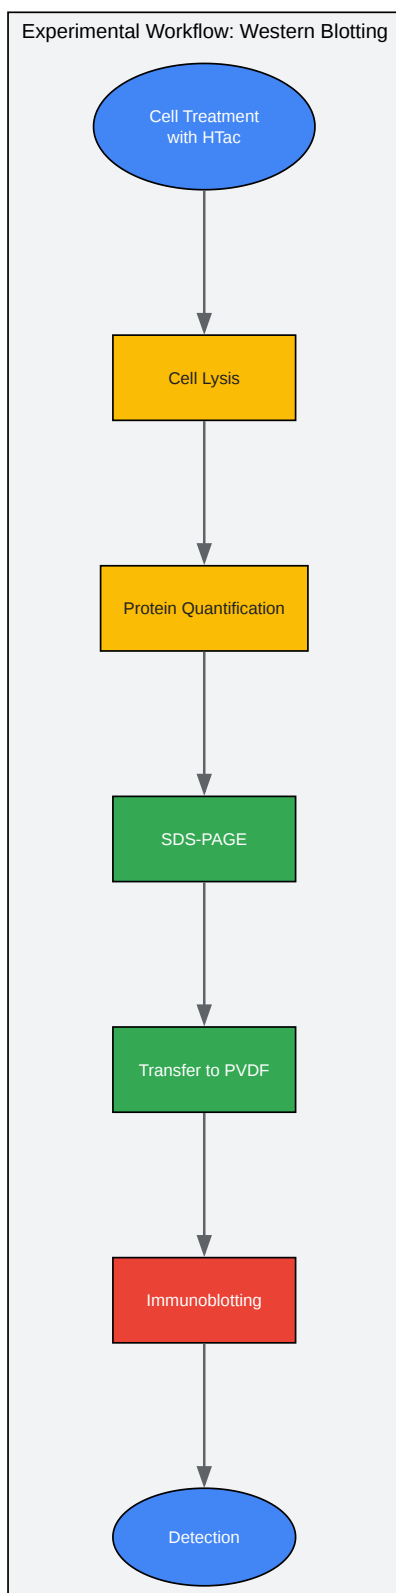 Experimental Workflow: Western Blotting
Cell Treatment
with HTac
Cell Lysis
Protein Quantification
SDS-PAGE
Transfer to PVDF
Immunoblotting
Detection